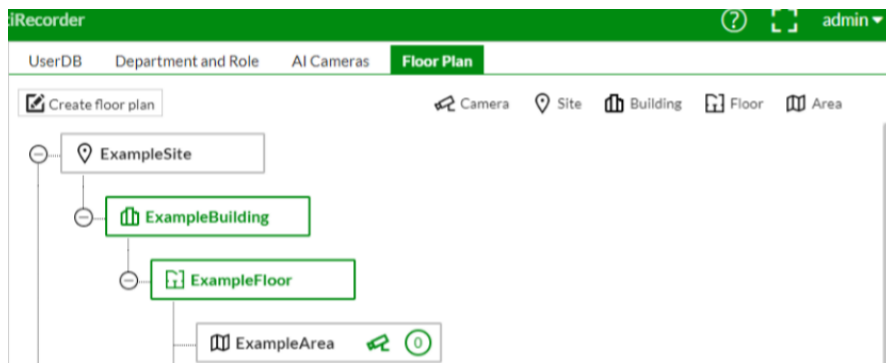 iRecorder
admin
UserDB Department and Role AI Cameras Floor Plan
Create floor plan Camera Site Building Floor Area
ExampleSite
ExampleBuilding
ExampleFloor
ExampleArea 0